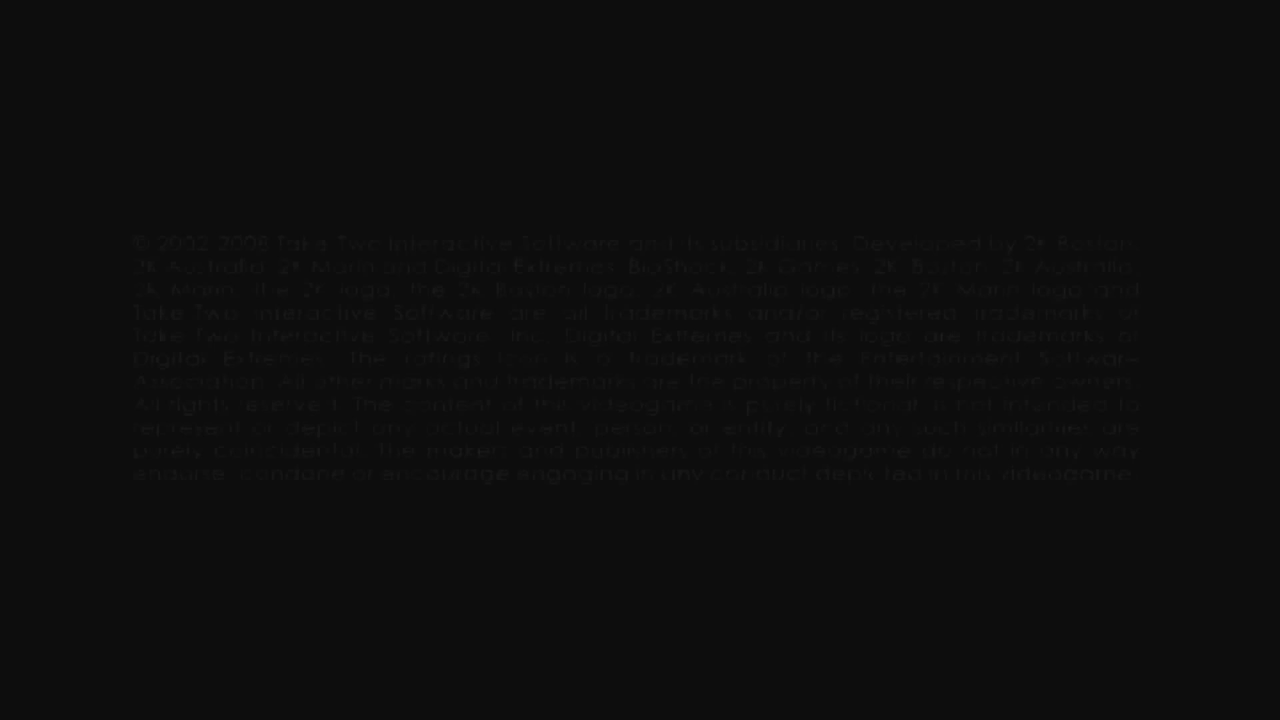 © 2002-2008 Take-Two Interactive Software and its subsidiaries. Developed by 2K Boston,
2K Australia, 2K Marin and Digital Extremes. BioShock, 2K Games, 2K Boston, 2K Australia,
2K Marin, the 2K logo, the 2K Boston logo, 2K Australia logo, the 2K Marin logo and
Take-Two Interactive Software are all trademarks and/or registered trademarks of
Take-Two Interactive Software, Inc. Digital Extremes and its logo are trademarks of
Digital Extremes. The ratings icon is a trademark of the Entertainment Software
Association. All other marks and trademarks are the property of their respective owners.
All rights reserved. The content of this videogame is purely fictional, is not intended to
represent or depict any actual event, person, or entity, and any such similarities are
purely coincidental. The makers and publishers of this videogame do not in any way
endorse, condone or encourage engaging in any conduct depicted in this videogame.